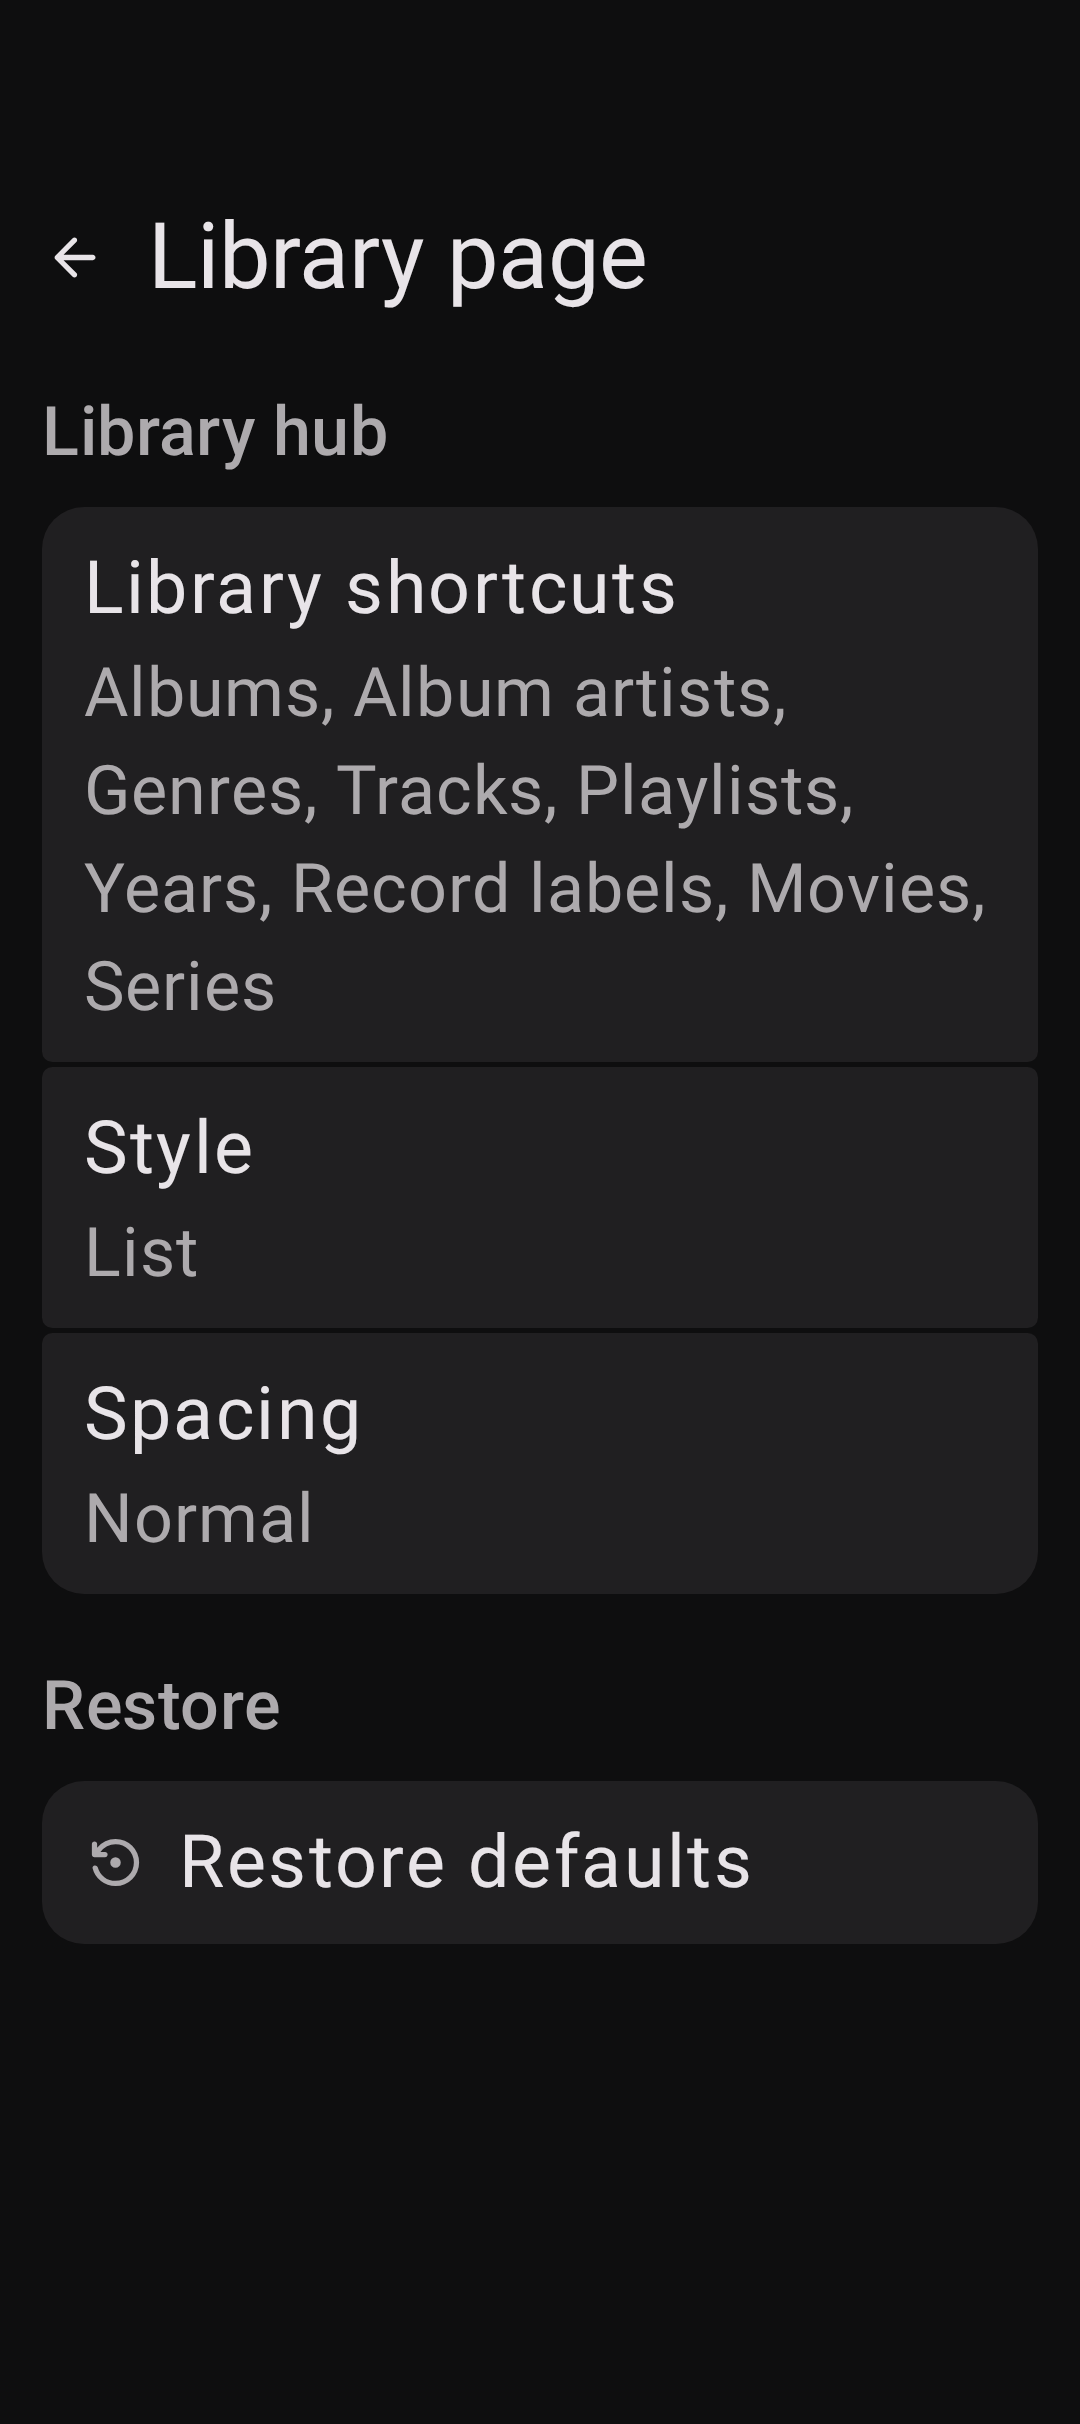 Library page
Library hub
Library shortcuts
Albums, Album artists,
Genres, Tracks, Playlists,
Years, Record labels, Movies,
Series
Style
List
Spacing
Normal
Restore
Restore defaults